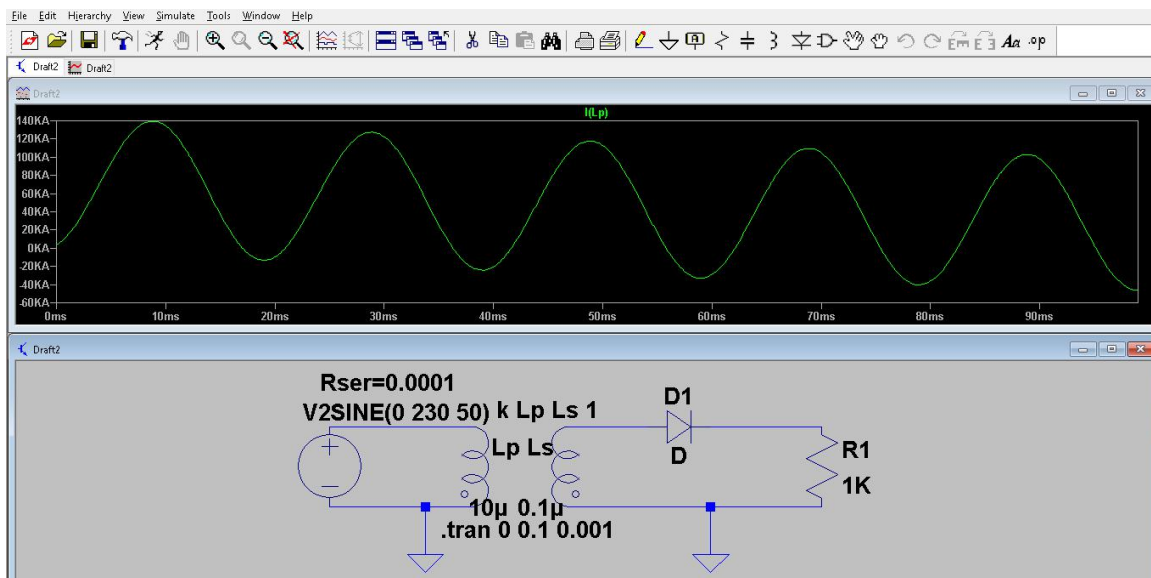 File Edit Hierarchy View Simulate Tools Window Help
Aa .op
Draft2 Draft2
Draft2
I(Lp)
140KA
120KA
100KA
80KA
60KA
40KA
20KA
0KA
-20KA
-40KA
-60KA
0ms 10ms 20ms 30ms 40ms 50ms 60ms 70ms 80ms 90ms
Draft2
Rser=0.0001
V2SINE(0 230 50) k Lp Ls 1
D1
Lp Ls
D
R1
1K
10µ 0.1µ
.tran 0 0.1 0.001